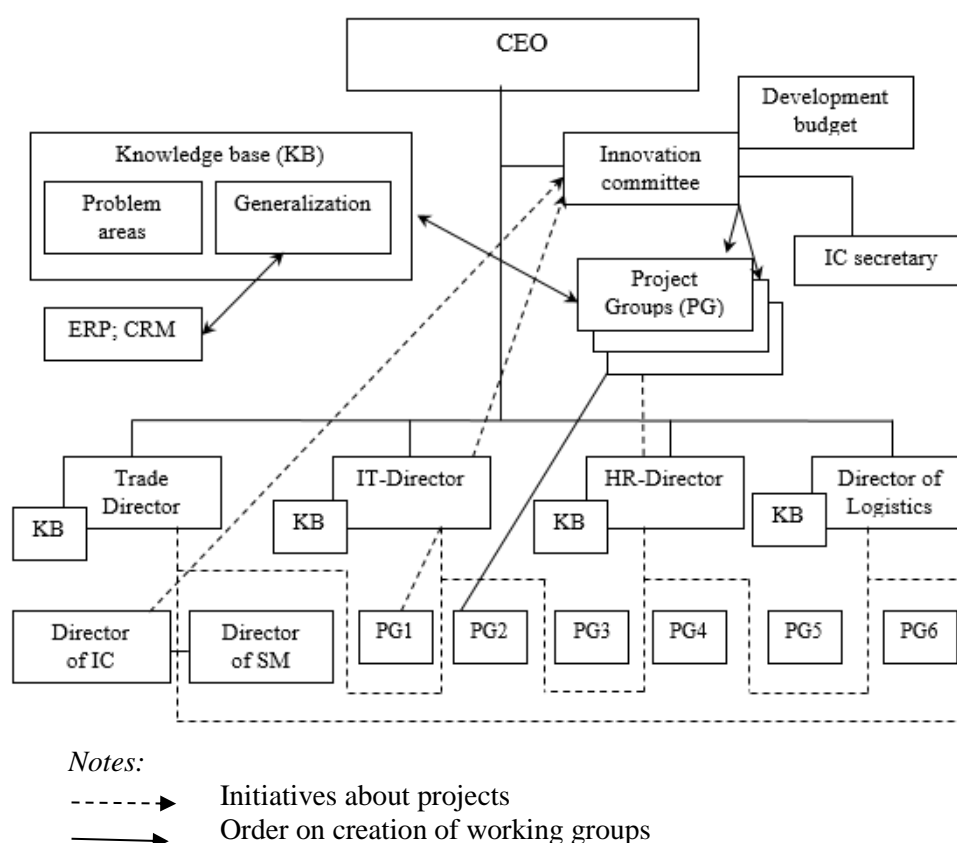 CEO
Development
budget
Knowledge base (KB)
Innovation
committee
Problem
areas
Generalization
IC secretary
Project
Groups (PG)
ERP; CRM
Trade
Director
KB
IT-Director
KB
HR-Director
KB
Director of
Logistics
KB
Director
of IC
Director
of SM
PG1
PG2
PG3
PG4
PG5
PG6
Notes:
Initiatives about projects
Order on creation of working groups